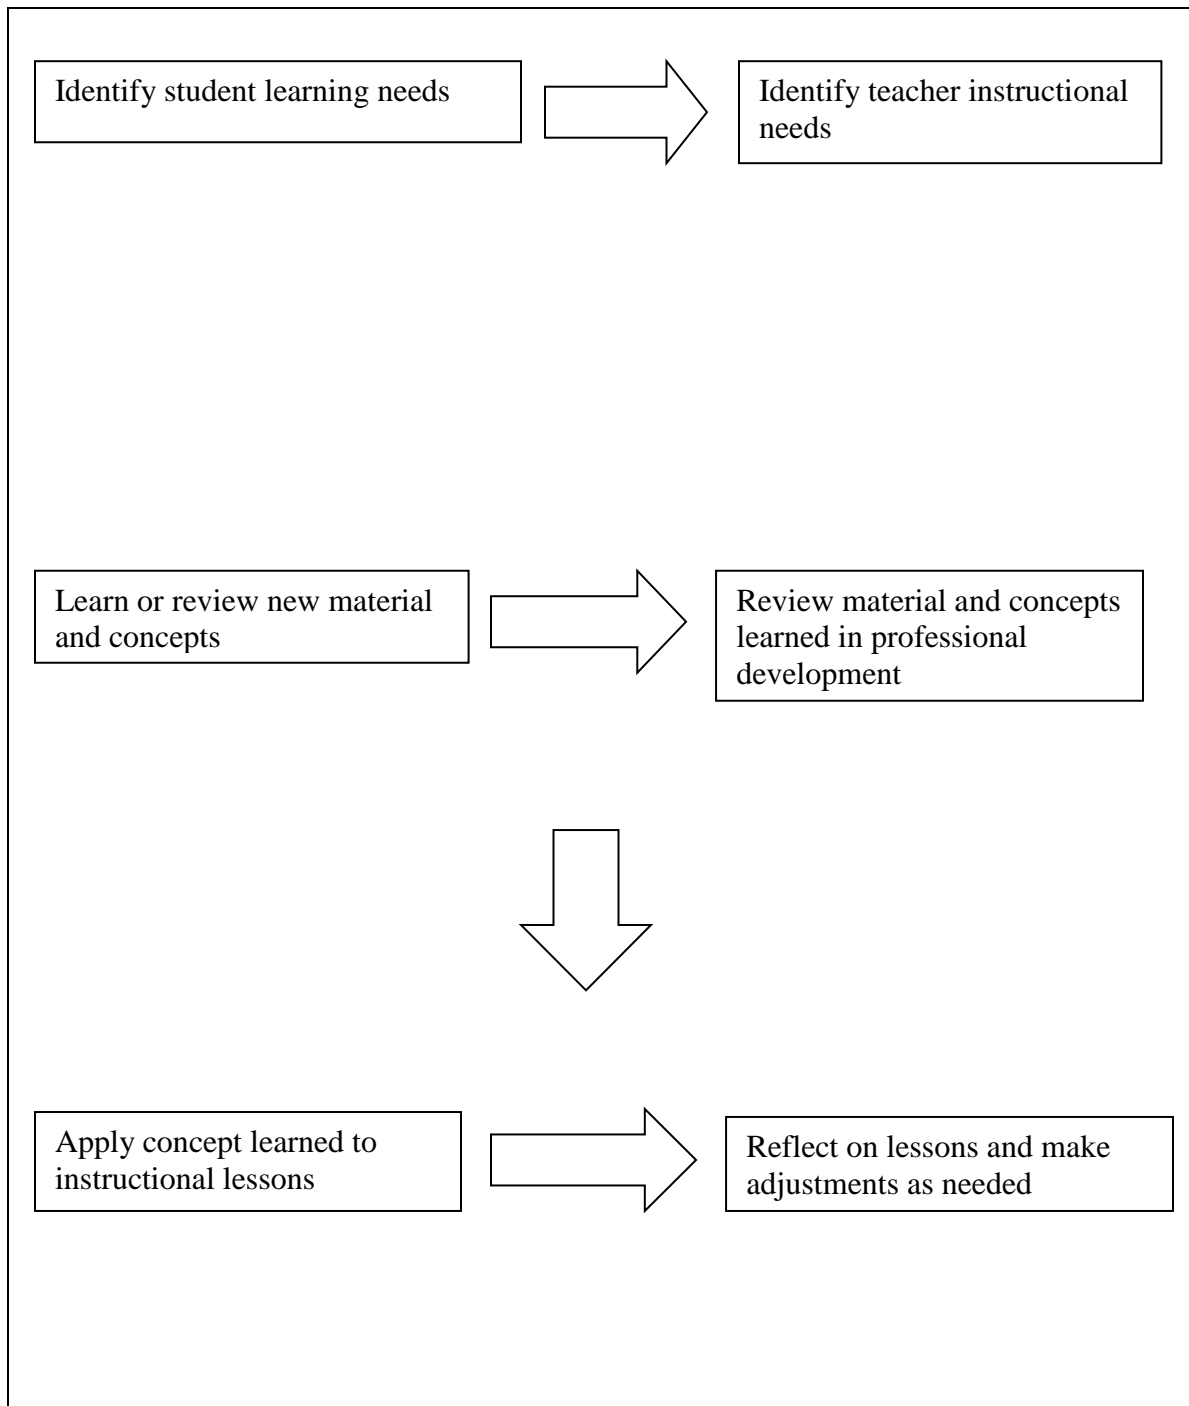 Identify student learning needs
Identify teacher instructional
needs
Learn or review new material
and concepts
Review material and concepts
learned in professional
development
Apply concept learned to
instructional lessons
Reflect on lessons and make
adjustments as needed